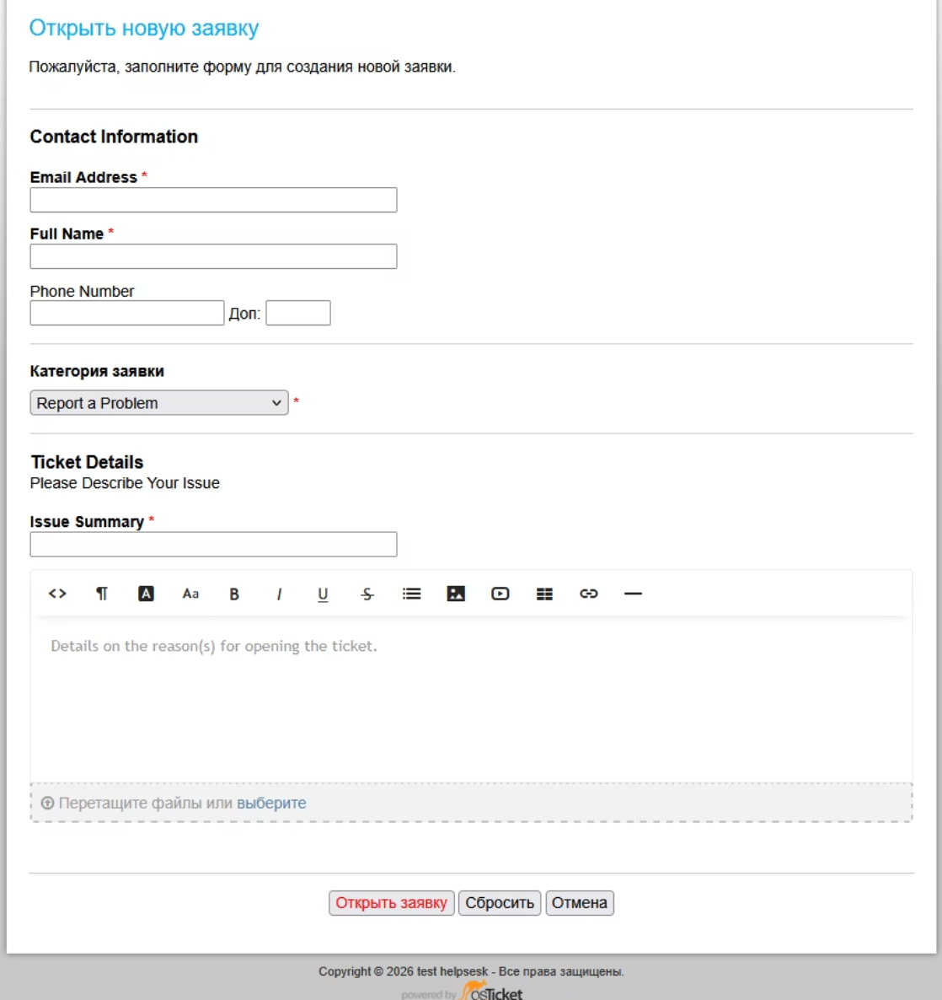 Открыть новую заявку
Пожалуйста, заполните форму для создания новой заявки.
Contact Information
Email Address *
Full Name *
Phone Number
Доп:
Категория заявки
Report a Problem *
Ticket Details
Please Describe Your Issue
Issue Summary *
<> ¶ A Aa B I U S
Details on the reason(s) for opening the ticket.
Перетащите файлы или выберите
Открыть заявку Сбросить Отмена
Copyright © 2026 test helpsesk - Все права защищены.
powered by osTicket